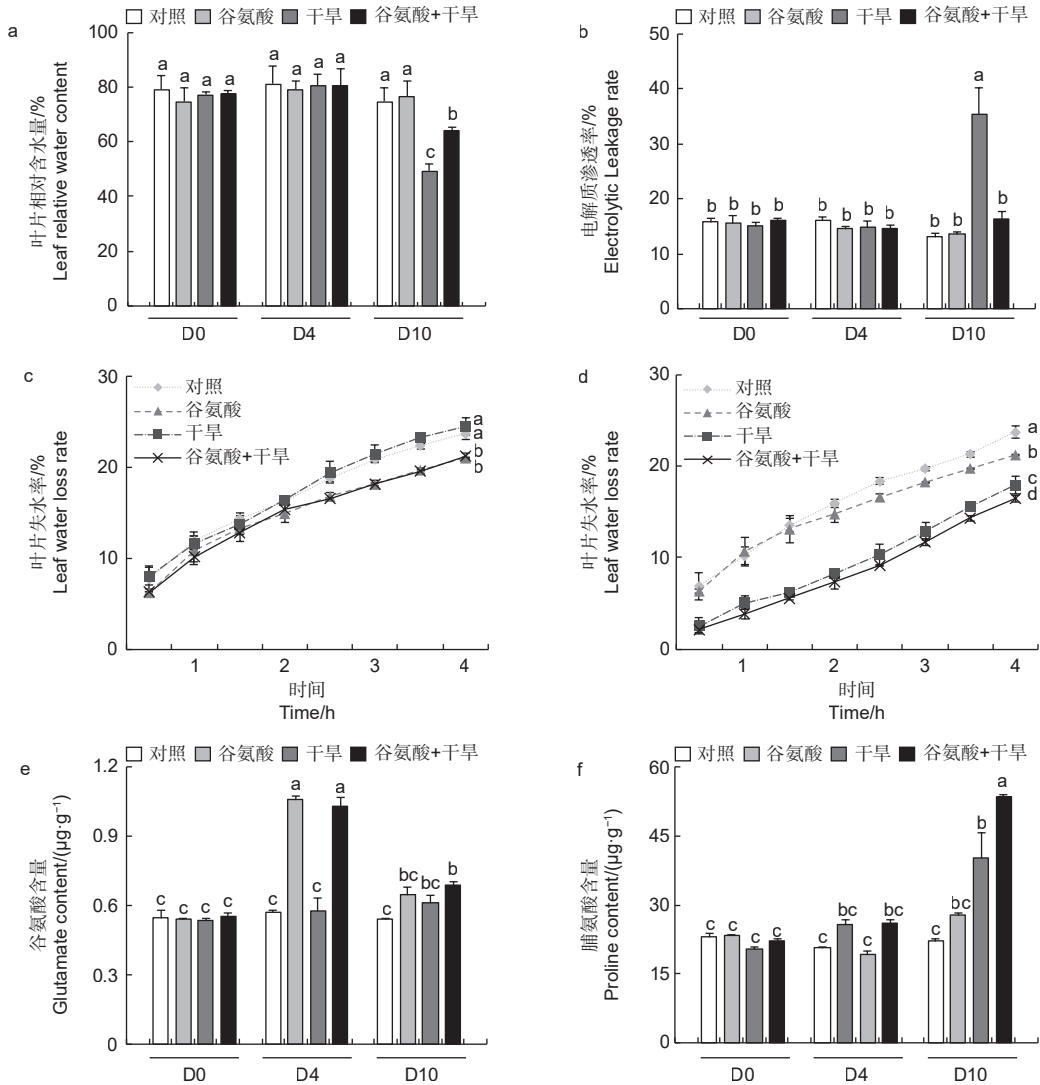 a
□ 对照 谷氨酸 干旱 谷氨酸+干旱
叶片相对含水量/%
Leaf relative water content
100
80
60
40
20
0
a a a a
a a a a
a a c b
D0 D4 D10
b
对照 谷氨酸 干旱 谷氨酸+干旱
电解质渗透率/%
Electrolytic Leakage rate
50
40
30
20
10
0
b b b b
b b b b
b b a b
D0 D4 D10
c
对照
谷氨酸
干旱
谷氨酸+干旱
叶片失水率/%
Leaf water loss rate
30
20
10
0
a
a
b
b
1 2 3 4
时间
Time/h
d
对照
谷氨酸
干旱
谷氨酸+干旱
叶片失水率/%
Leaf water loss rate
30
20
10
0
a
b
c
d
1 2 3 4
时间
Time/h
e
对照 谷氨酸 干旱 谷氨酸+干旱
谷氨酸含量
Glutamate content/(μg·g⁻¹)
1.2
0.9
0.6
0.3
0
c c c c
c a c a
c bc bc b
D0 D4 D10
f
对照 谷氨酸 干旱 谷氨酸+干旱
脯氨酸含量
Proline content/(μg·g⁻¹)
60
45
30
15
0
c c c c
c bc c bc
c bc b a
D0 D4 D10